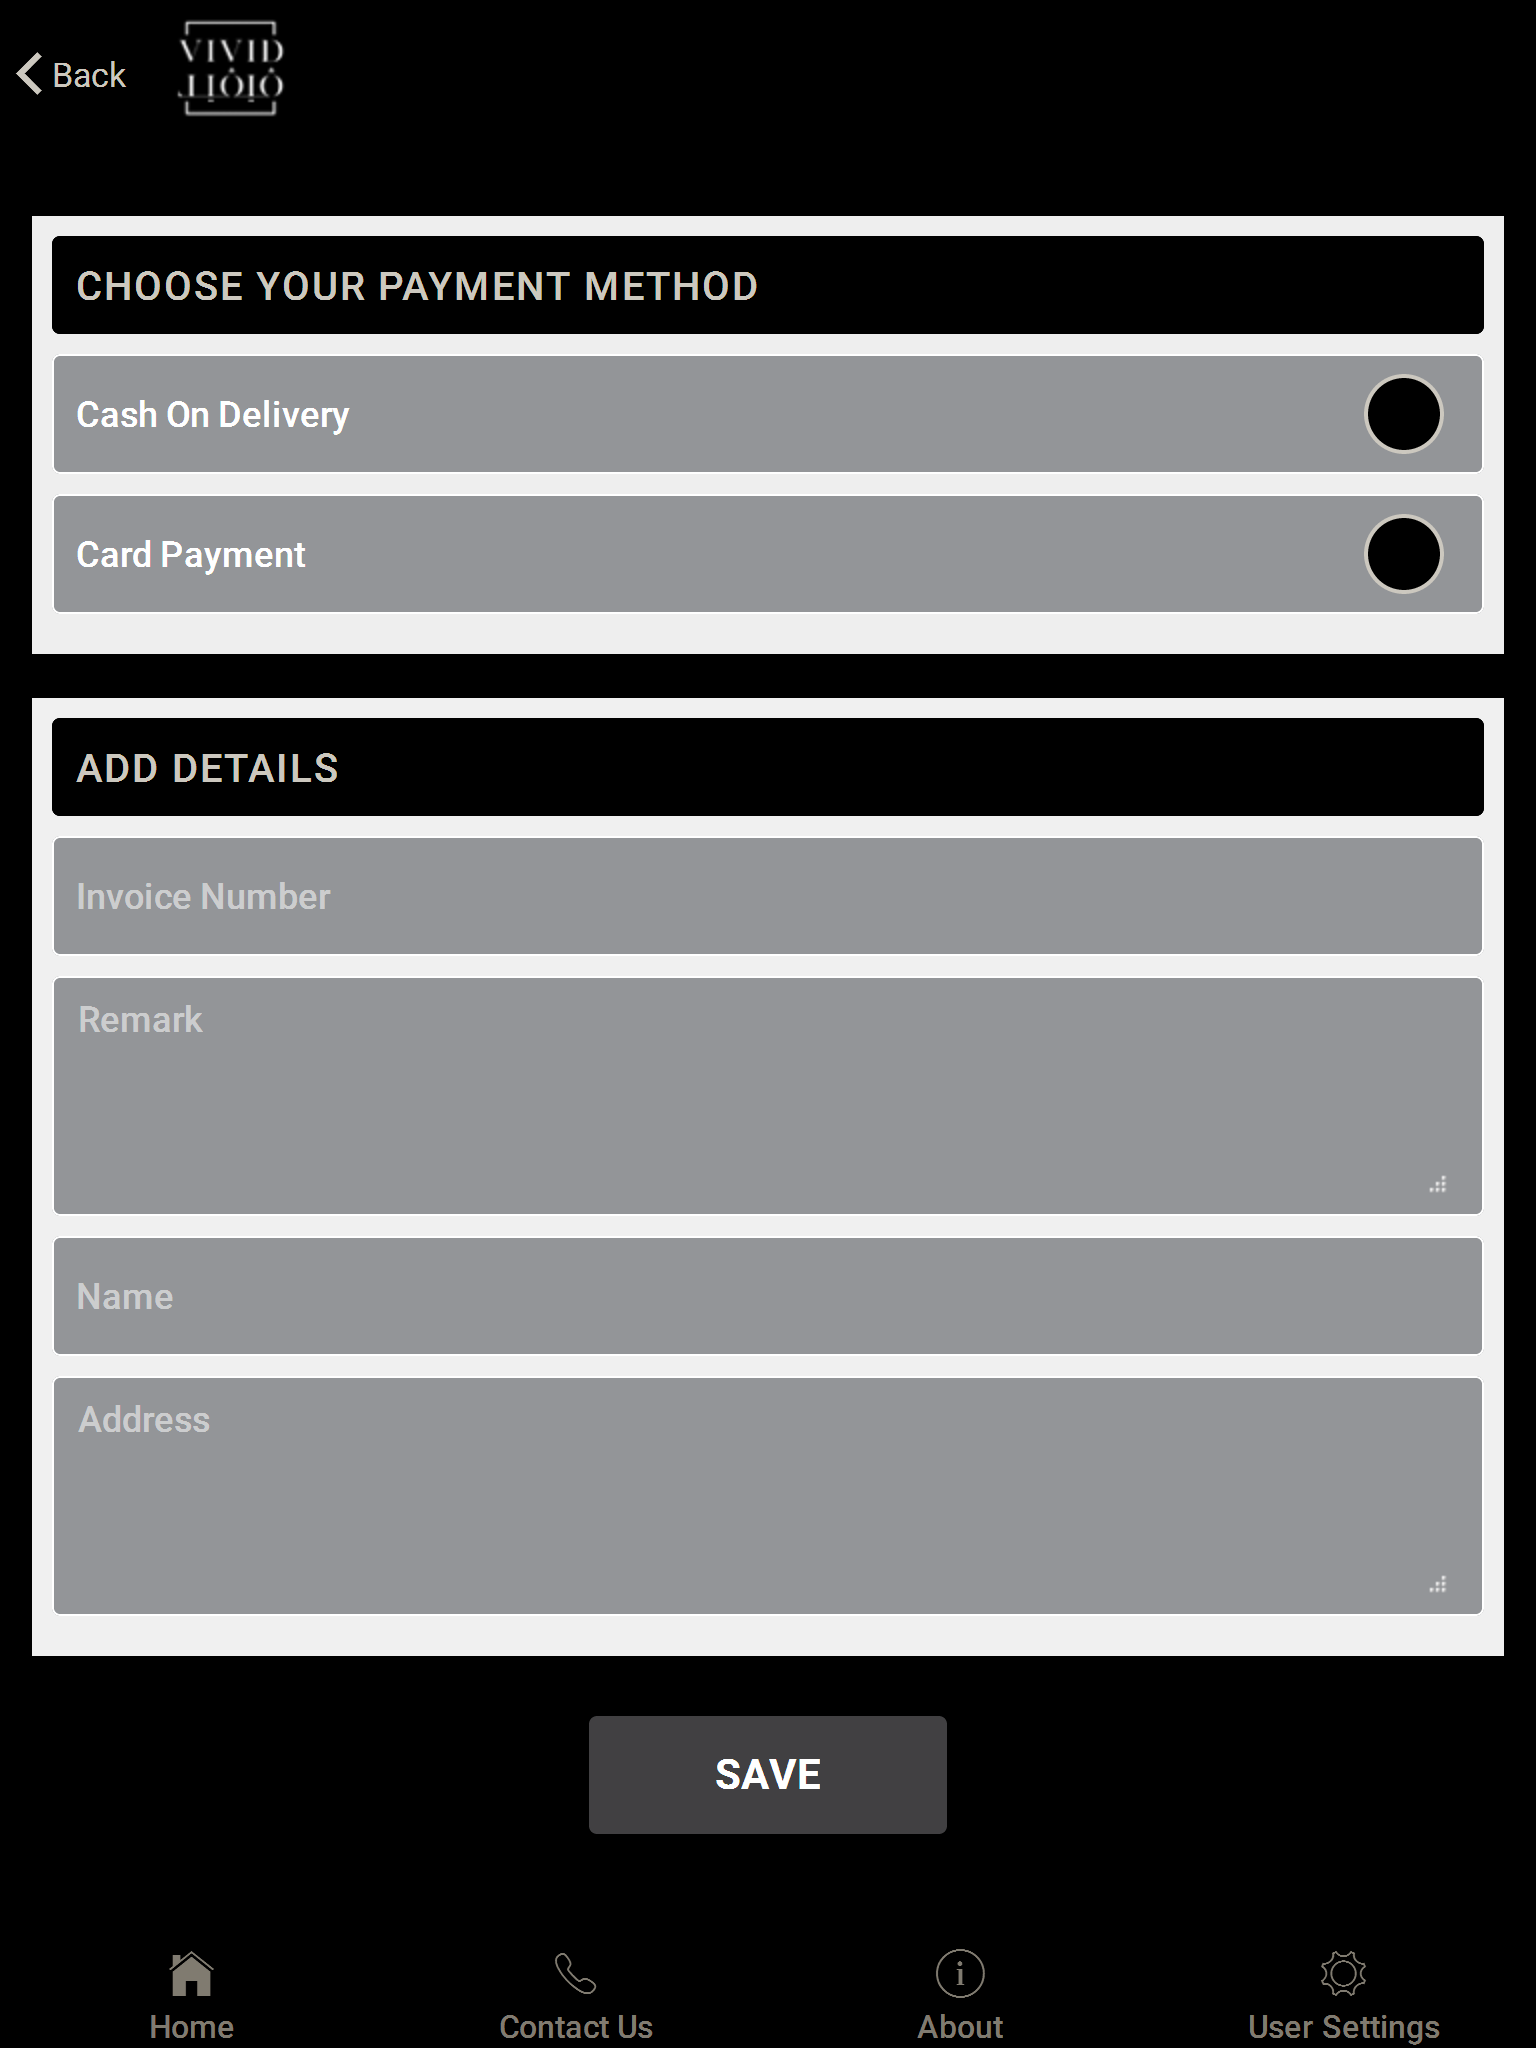 Back
VIVID
CHOOSE YOUR PAYMENT METHOD
Cash On Delivery
Card Payment
ADD DETAILS
Invoice Number
Remark
Name
Address
SAVE
Home
Contact Us
About
User Settings